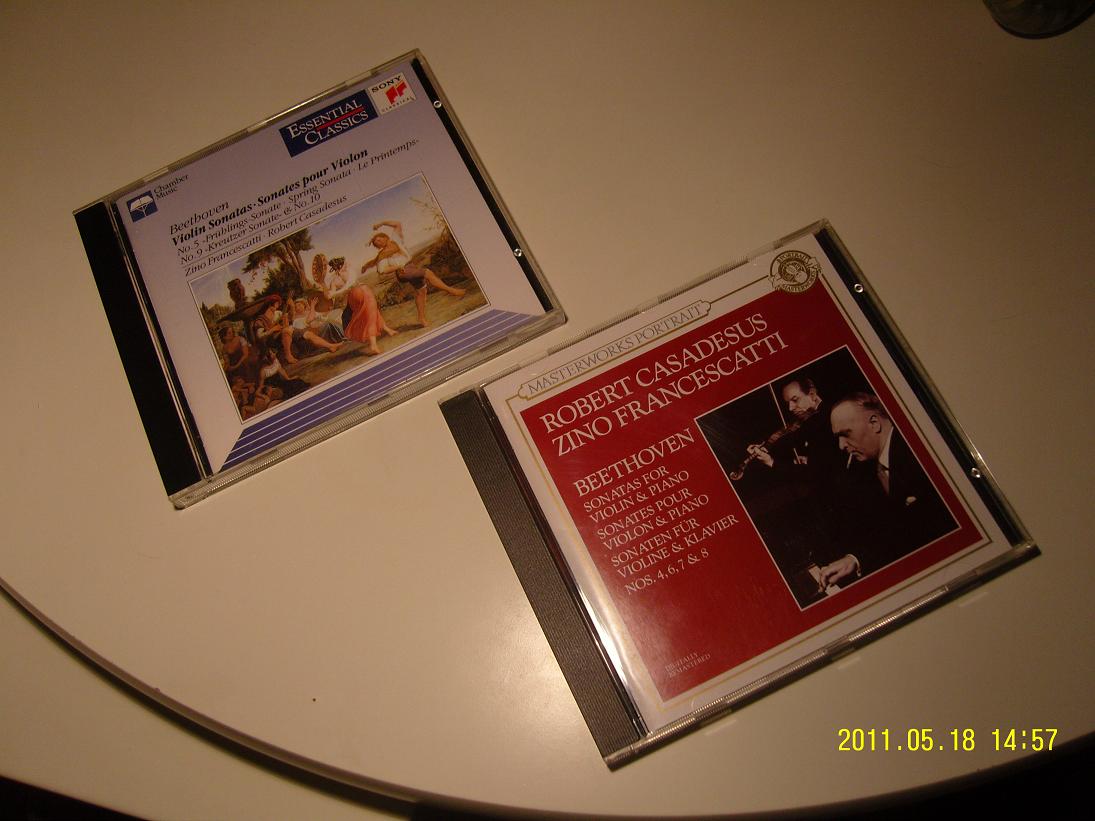 ESSENTIAL
CLASSICS
SONY
CLASSICAL
Chamber
Music
Beethoven
Violin Sonatas·Sonates pour Violon
No. 5 ·Frühlings-Sonate · Spring Sonata · Le Printemps·
No. 9 ·Kreutzer Sonate· & No. 10
Zino Francescatti · Robert Casadesus
MASTERWORKS PORTRAIT
PORTRAIT
MASTERWORKS
ROBERT CASADESUS
ZINO FRANCESCATTI
BEETHOVEN
SONATAS FOR
VIOLIN & PIANO
SONATES POUR
VIOLON & PIANO
SONATEN FÜR
VIOLINE & KLAVIER
NOS. 4, 6, 7 & 8
DIGITALLY
REMASTERED
2011.05.18 14:57